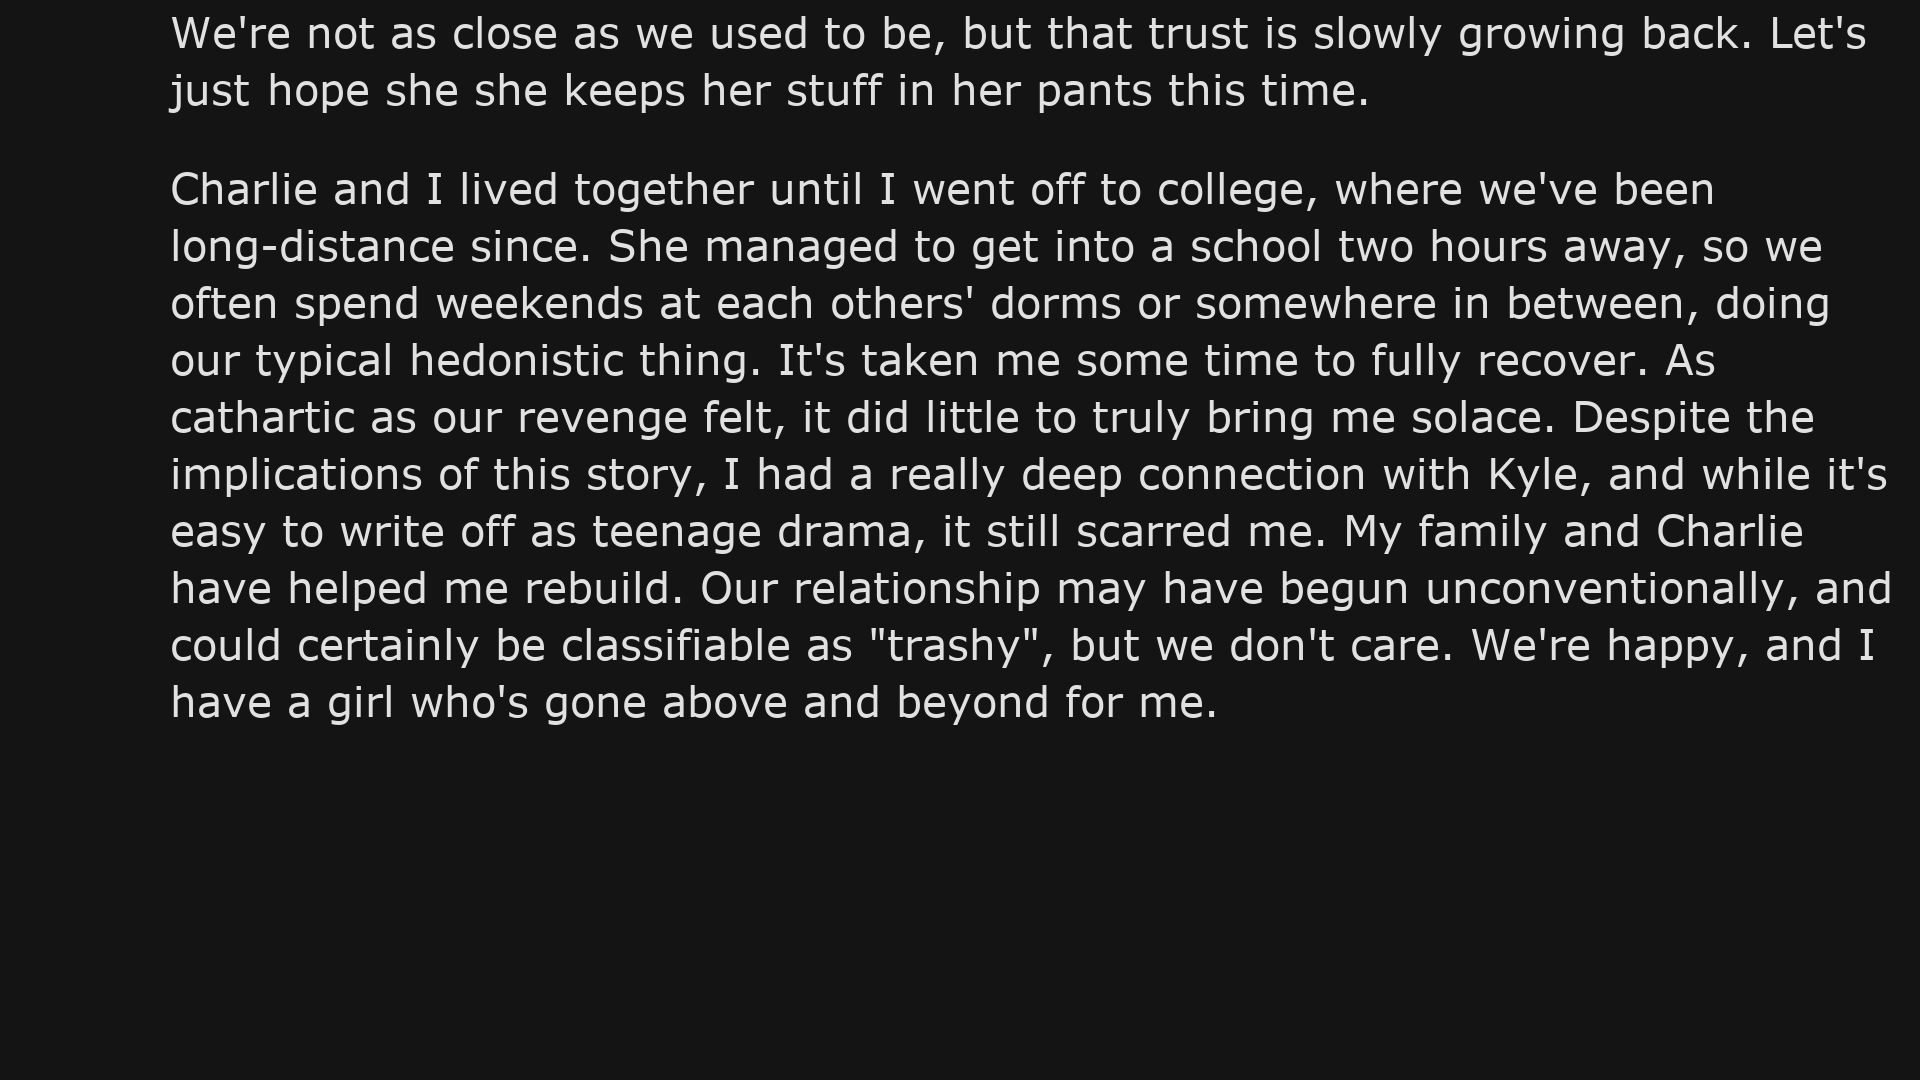 We're not as close as we used to be, but that trust is slowly growing back. Let's
just hope she she keeps her stuff in her pants this time.
Charlie and I lived together until I went off to college, where we've been
long-distance since. She managed to get into a school two hours away, so we
often spend weekends at each others' dorms or somewhere in between, doing
our typical hedonistic thing. It's taken me some time to fully recover. As
cathartic as our revenge felt, it did little to truly bring me solace. Despite the
implications of this story, I had a really deep connection with Kyle, and while it's
easy to write off as teenage drama, it still scarred me. My family and Charlie
have helped me rebuild. Our relationship may have begun unconventionally, and
could certainly be classifiable as "trashy", but we don't care. We're happy, and I
have a girl who's gone above and beyond for me.